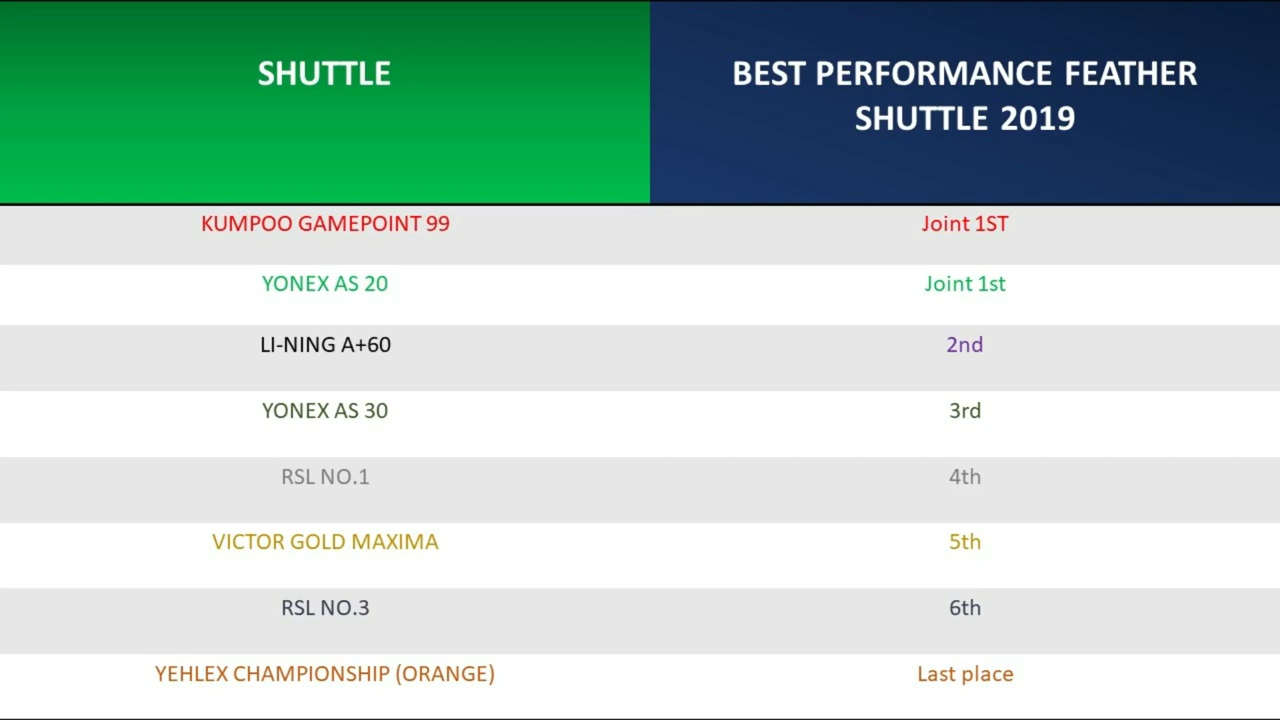 SHUTTLE
BEST PERFORMANCE FEATHER
SHUTTLE 2019
KUMPOO GAMEPOINT 99
Joint 1ST
YONEX AS 20
Joint 1st
LI-NING A+60
2nd
YONEX AS 30
3rd
RSL NO.1
4th
VICTOR GOLD MAXIMA
5th
RSL NO.3
6th
YEHLEX CHAMPIONSHIP (ORANGE)
Last place